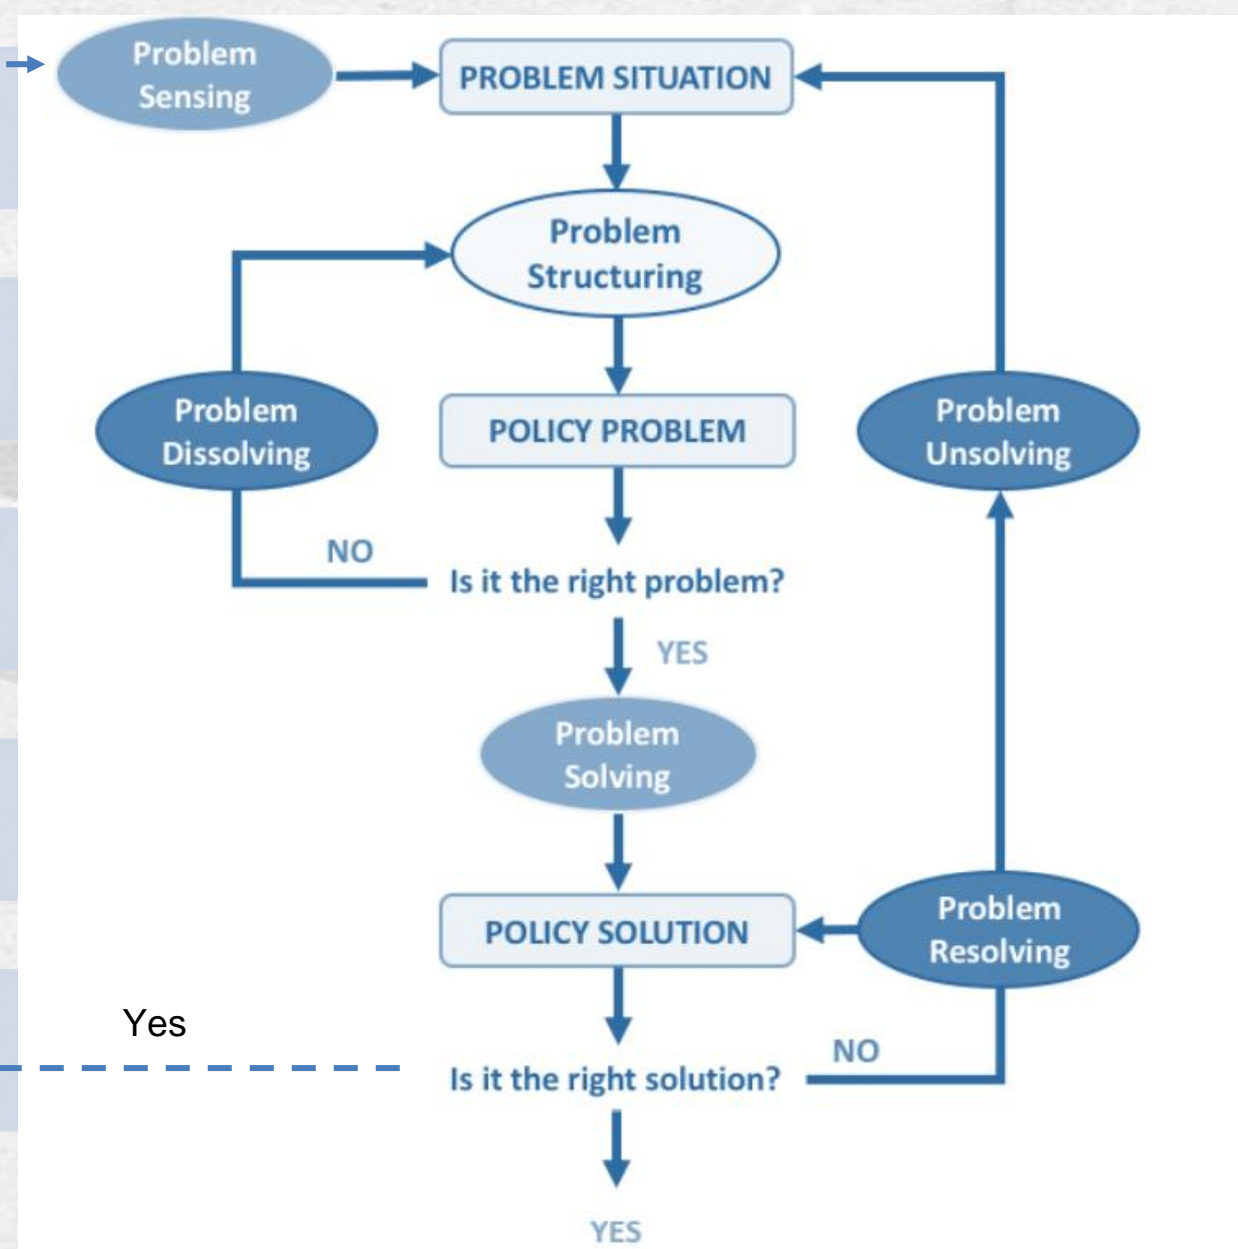 Problem
Sensing
PROBLEM SITUATION
Problem
Structuring
Problem
Dissolving
POLICY PROBLEM
Problem
Unsolving
NO
Is it the right problem?
YES
Problem
Solving
POLICY SOLUTION
Problem
Resolving
Yes
NO
Is it the right solution?
YES